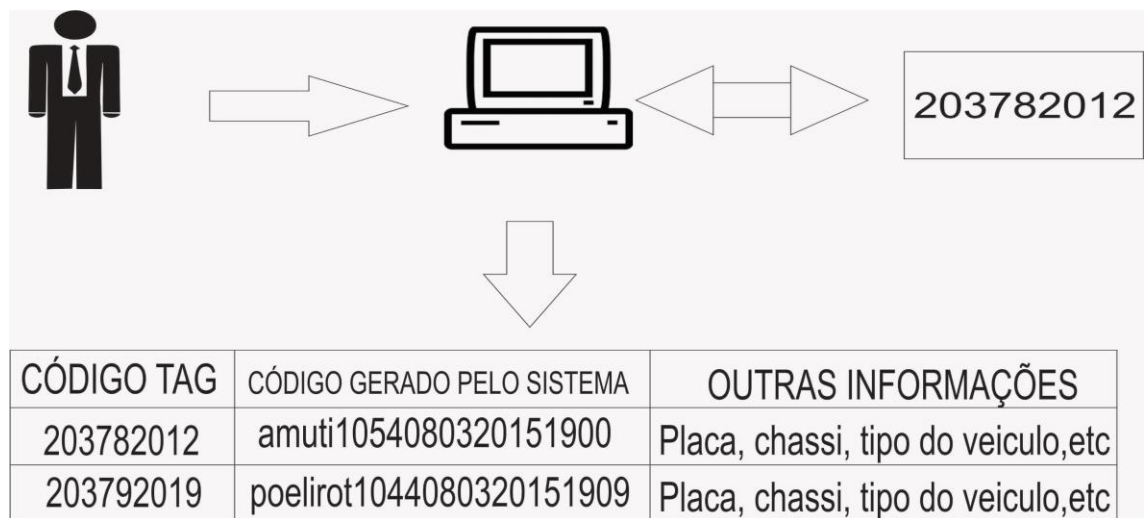 203782012
CÓDIGO TAG CÓDIGO GERADO PELO SISTEMA OUTRAS INFORMAÇÕES
203782012 amuti1054080320151900 Placa, chassi, tipo do veiculo,etc
203792019 poelirot1044080320151909 Placa, chassi, tipo do veiculo,etc